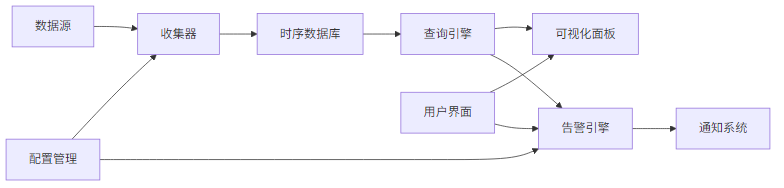 数据源
收集器
时序数据库
查询引擎
可视化面板
用户界面
告警引擎
通知系统
配置管理